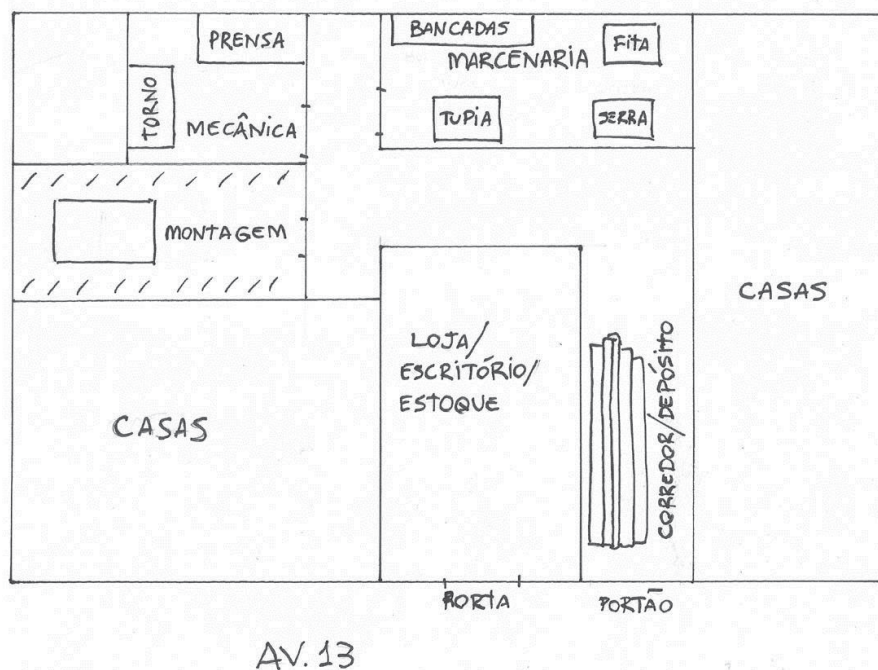 PRENSA
BANCADAS
FITA
MARCENARIA
TORNO
MECÂNICA
TUPIA
SERRA
MONTAGEM
CASAS
LOJA/
ESCRITÓRIO/
ESTOQUE
CORREDOR/DEPÓSITO
CASAS
PORTA
PORTÃO
AV. 13